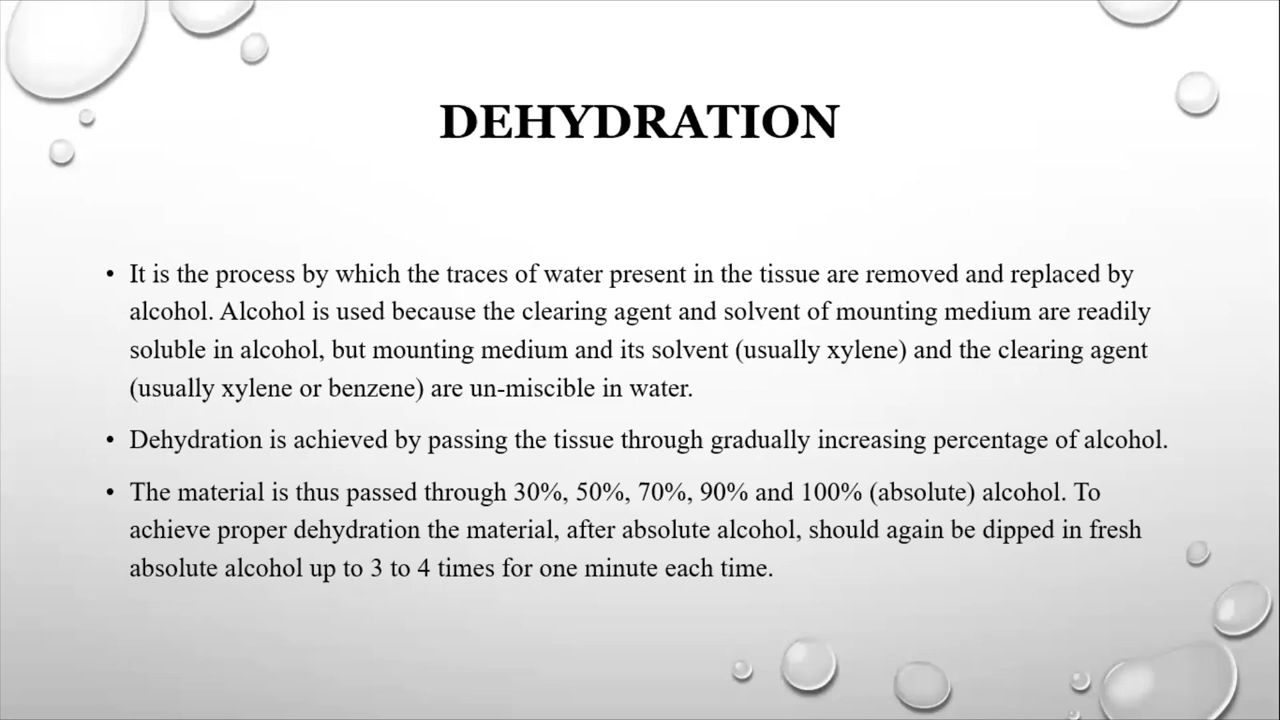 DEHYDRATION
• It is the process by which the traces of water present in the tissue are removed and replaced by
alcohol. Alcohol is used because the clearing agent and solvent of mounting medium are readily
soluble in alcohol, but mounting medium and its solvent (usually xylene) and the clearing agent
(usually xylene or benzene) are un-miscible in water.
• Dehydration is achieved by passing the tissue through gradually increasing percentage of alcohol.
• The material is thus passed through 30%, 50%, 70%, 90% and 100% (absolute) alcohol. To
achieve proper dehydration the material, after absolute alcohol, should again be dipped in fresh
absolute alcohol up to 3 to 4 times for one minute each time.